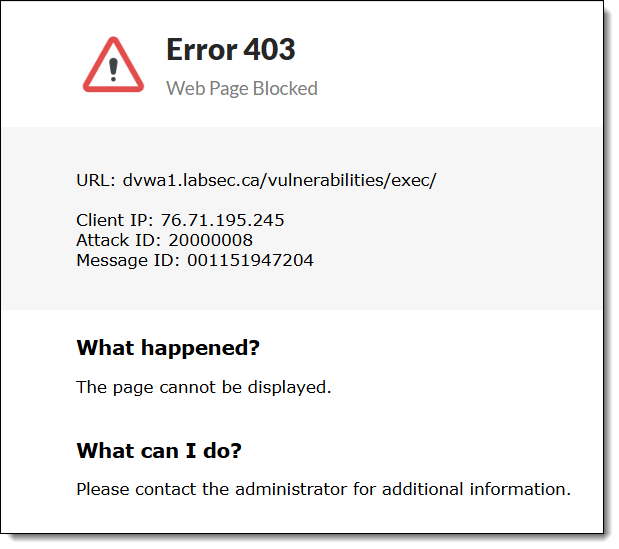 Error 403
Web Page Blocked
URL: dvwa1.labsec.ca/vulnerabilities/exec/
Client IP: 76.71.195.245
Attack ID: 20000008
Message ID: 001151947204
What happened?
The page cannot be displayed.
What can I do?
Please contact the administrator for additional information.